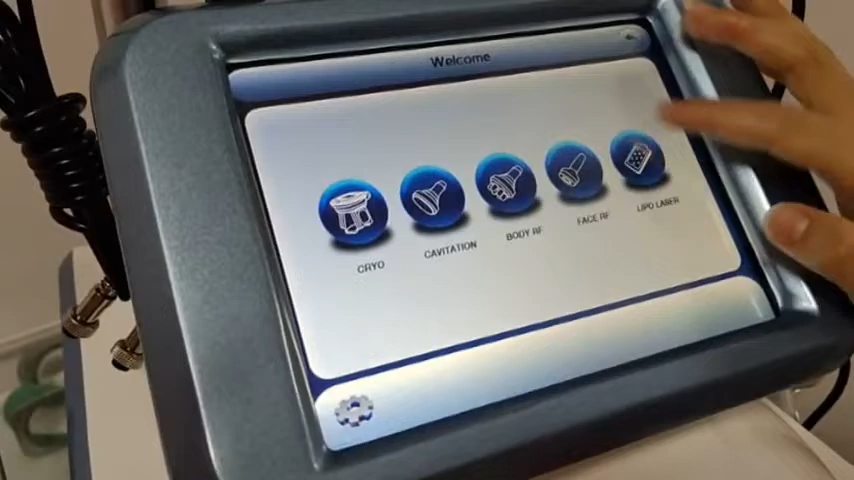 Welcome
CRYO
CAVITATION
BODY RF
FACE RF
LIPO LASER